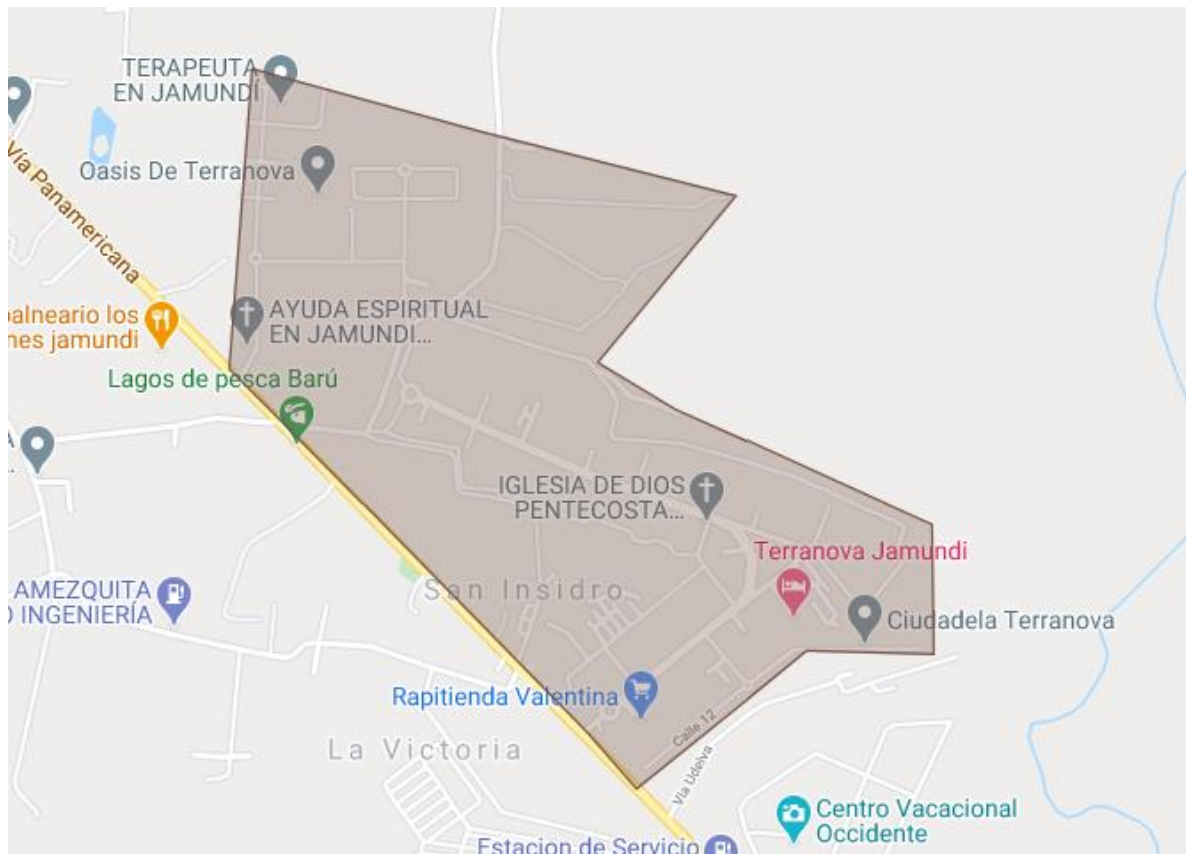 TERAPEUTA
EN JAMUNDÍ
Vía Panamericana
Oasis De Terranova
AYUDA ESPIRITUAL
EN JAMUNDI...
balneario los
nes jamundi
Lagos de pesca Barú
IGLESIA DE DIOS
PENTECOSTA...
Terranova Jamundi
AMEZQUITA
O INGENIERÍA
San Insidro
Ciudadela Terranova
Rapitienda Valentina
Calle 12
La Victoria
Vía Udelva
Centro Vacacional
Occidente
Estacion de Servicio